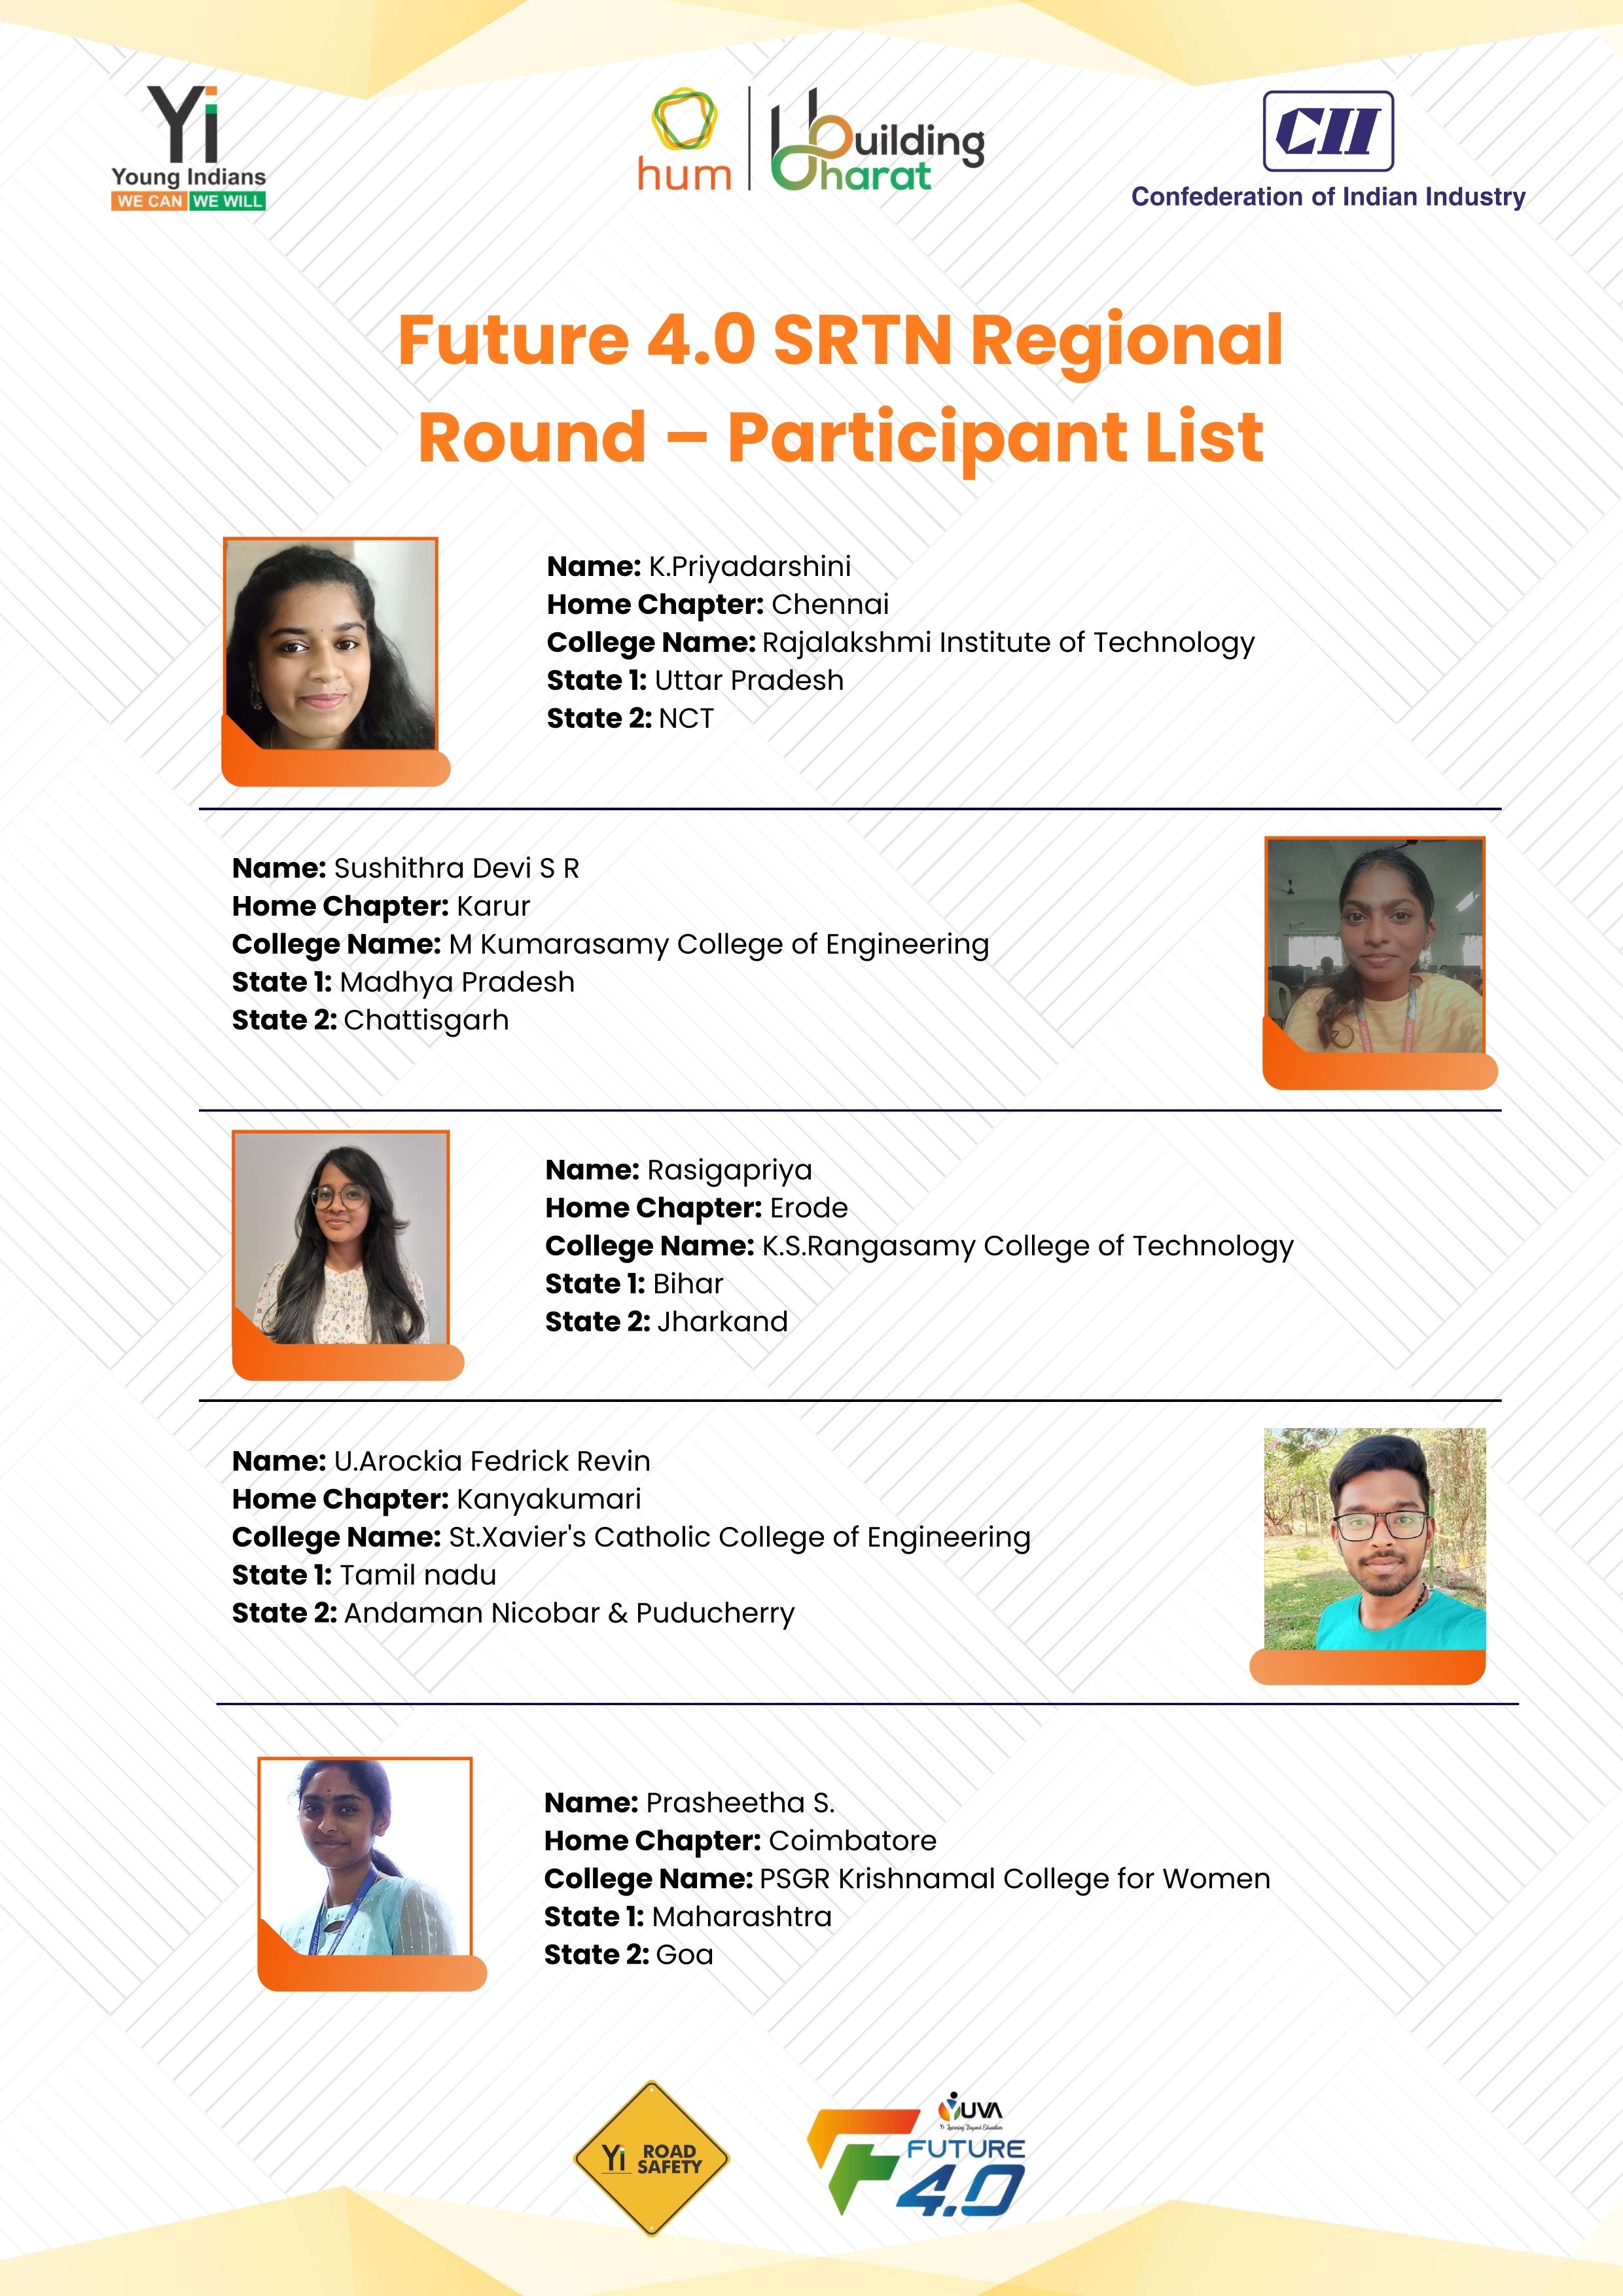 Yi
Young Indians
WE CAN WE WILL
hum
Building
Bharat
CII
Confederation of Indian Industry
Future 4.0 SRTN Regional
Round – Participant List
Name: K.Priyadarshini
Home Chapter: Chennai
College Name: Rajalakshmi Institute of Technology
State 1: Uttar Pradesh
State 2: NCT
Name: Sushithra Devi S R
Home Chapter: Karur
College Name: M Kumarasamy College of Engineering
State 1: Madhya Pradesh
State 2: Chattisgarh
Name: Rasigapriya
Home Chapter: Erode
College Name: K.S.Rangasamy College of Technology
State 1: Bihar
State 2: Jharkand
Name: U.Arockia Fedrick Revin
Home Chapter: Kanyakumari
College Name: St.Xavier's Catholic College of Engineering
State 1: Tamil nadu
State 2: Andaman Nicobar & Puducherry
Name: Prasheetha S.
Home Chapter: Coimbatore
College Name: PSGR Krishnamal College for Women
State 1: Maharashtra
State 2: Goa
Yi ROAD
SAFETY
YUVA
Yi Learning Beyond Education
FUTURE
4.0